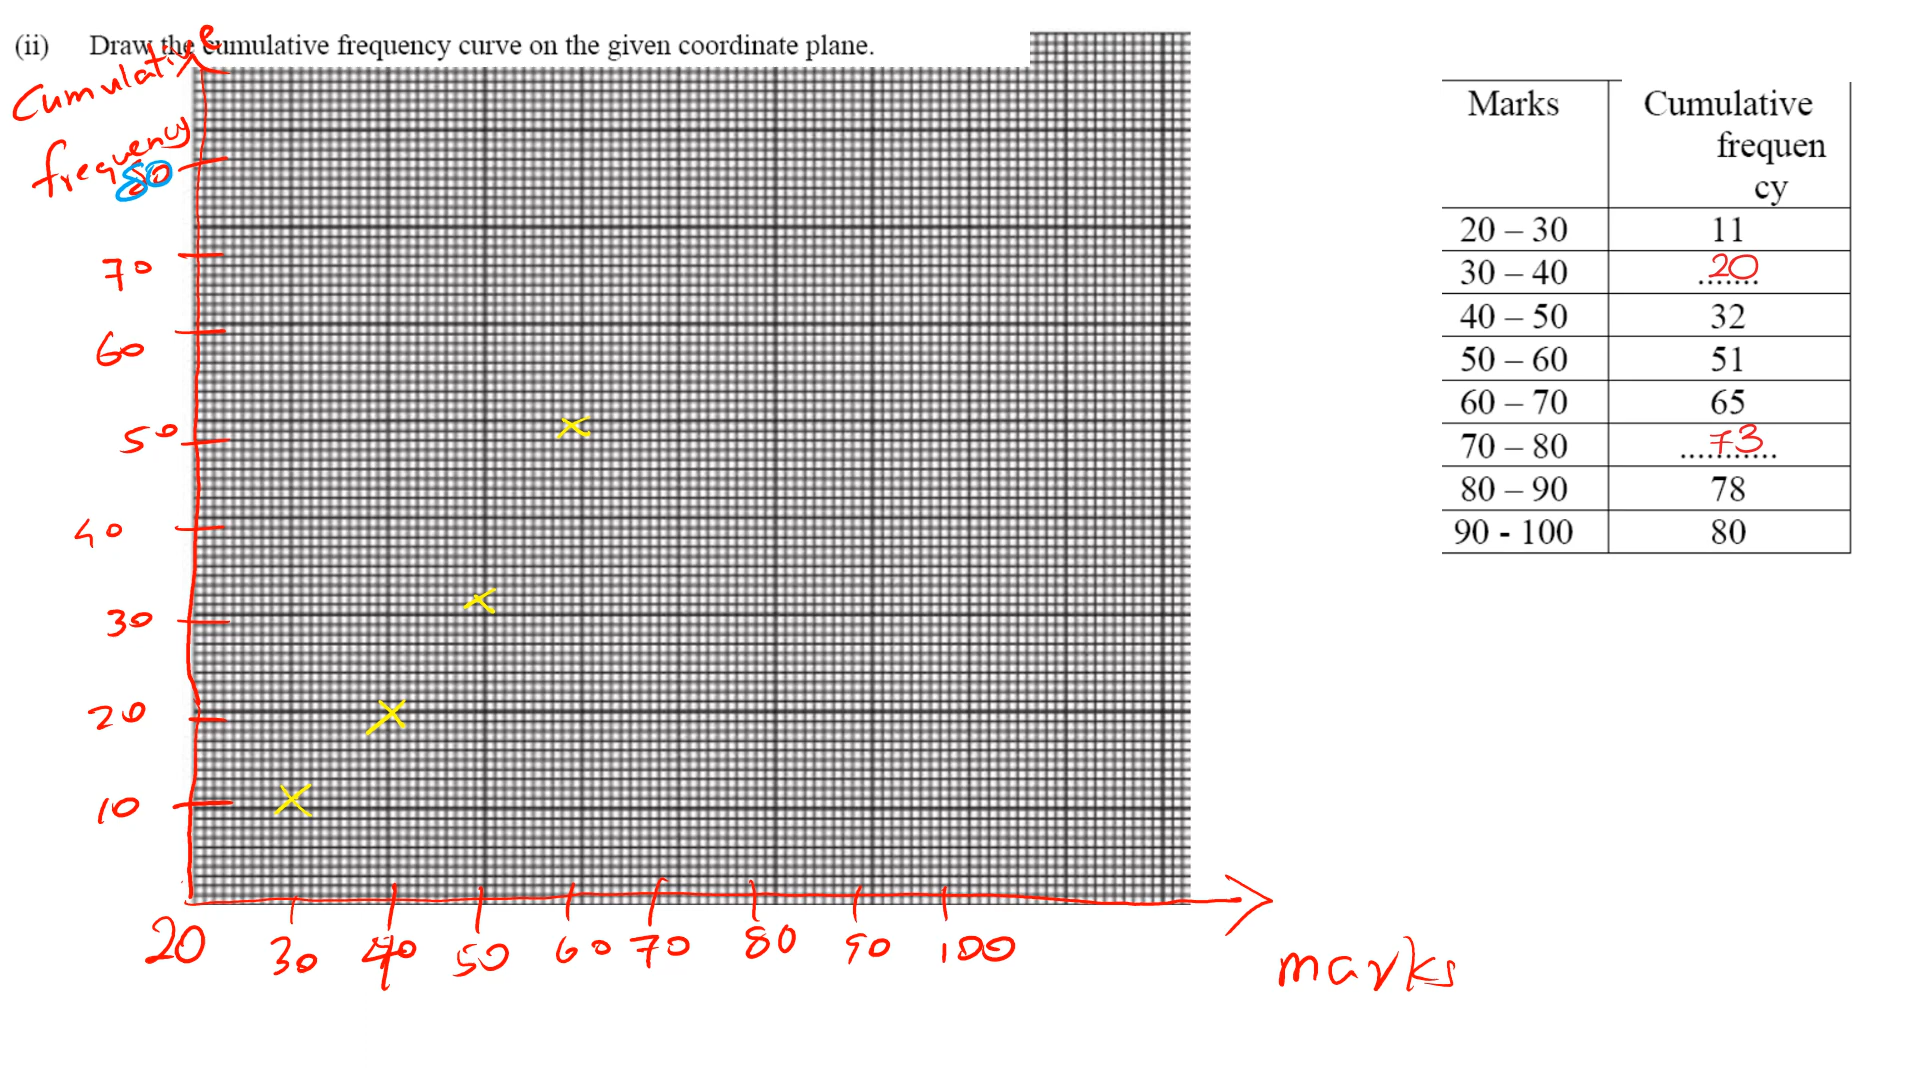 (ii) Draw the cumulative frequency curve on the given coordinate plane.
Cumulative
frequency
80
70
60
50
40
30
20
10
20 30 40 50 60 70 80 90 100
marks
Marks Cumulative
frequen
cy
20 – 30 11
30 – 40 .......20
40 – 50 32
50 – 60 51
60 – 70 65
70 – 80 ...........73
80 – 90 78
90 - 100 80